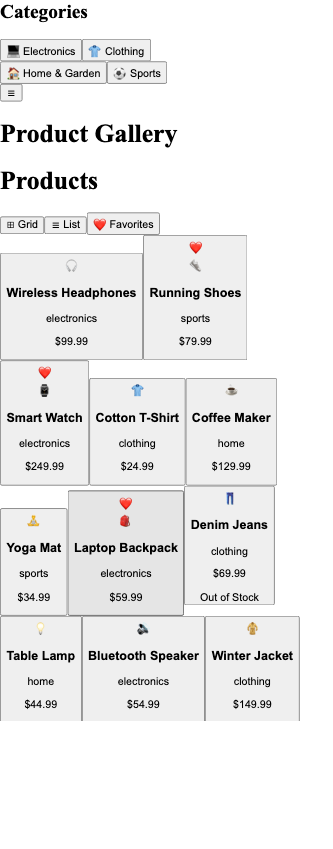 Categories
💻 Electronics 👕 Clothing
🏠 Home & Garden ⚽ Sports
≡
Product Gallery
Products
⊞ Grid ≡ List ❤️ Favorites
Wireless Headphones
electronics
$99.99
Running Shoes
sports
$79.99
Smart Watch
electronics
$249.99
Cotton T-Shirt
clothing
$24.99
Coffee Maker
home
$129.99
Yoga Mat
sports
$34.99
Laptop Backpack
electronics
$59.99
Denim Jeans
clothing
$69.99
Out of Stock
Table Lamp
home
$44.99
Bluetooth Speaker
electronics
$54.99
Winter Jacket
clothing
$149.99